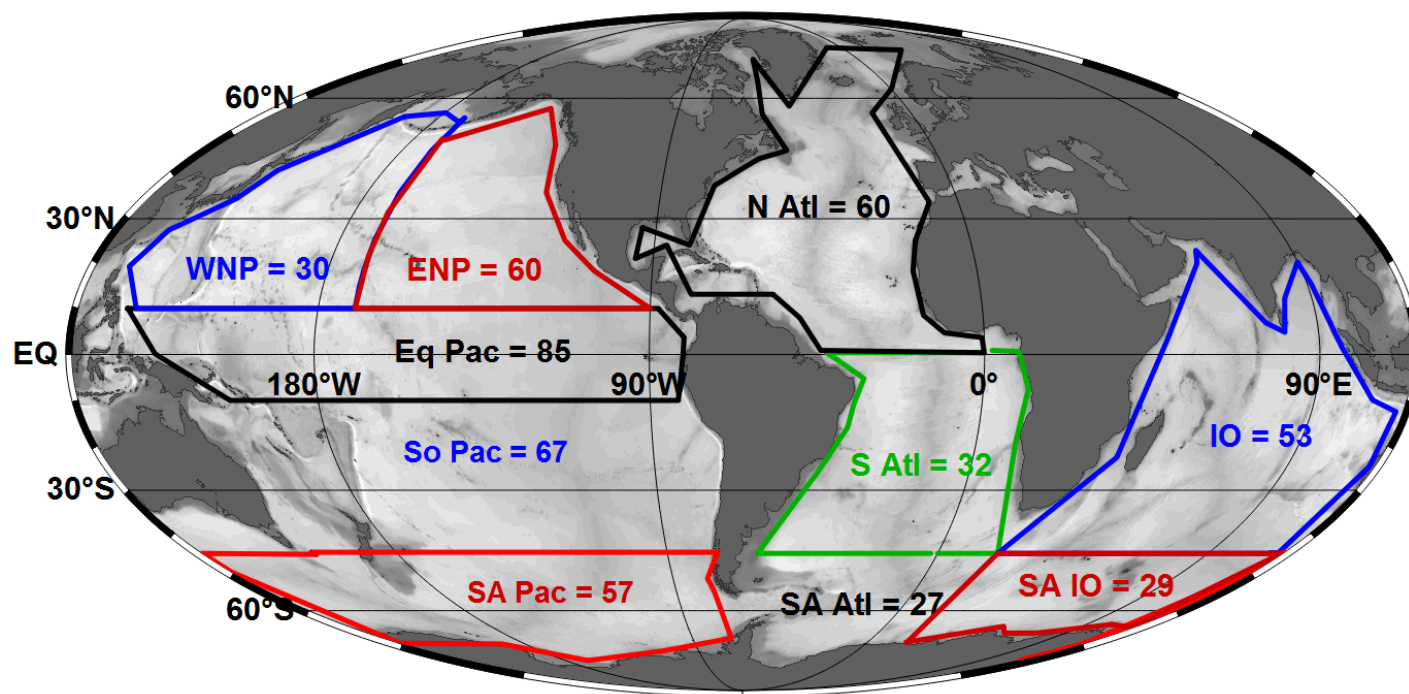 60°N
30°N
N Atl = 60
WNP = 30
ENP = 60
EQ
Eq Pac = 85
180°W
90°W
0°
90°E
So Pac = 67
S Atl = 32
IO = 53
30°S
SA Pac = 57
SA Atl = 27
SA IO = 29
60°S